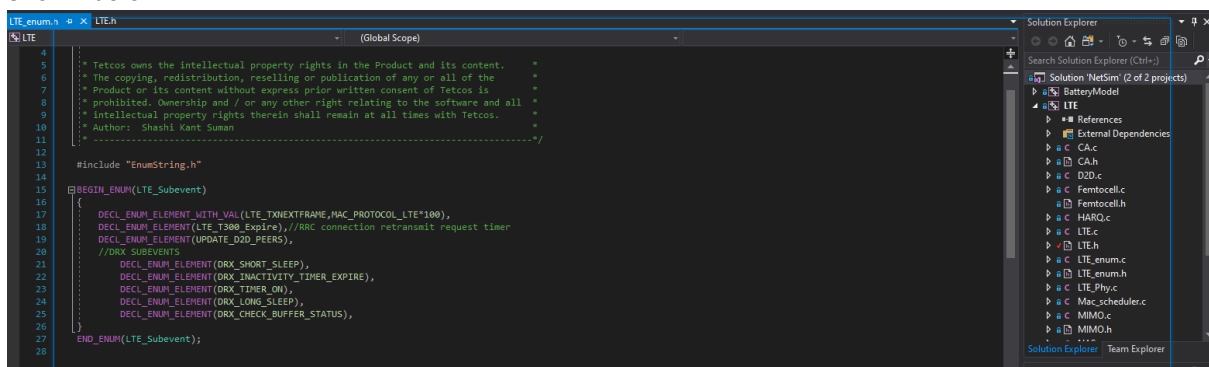 LTE_enum.h LTE.h
LTE (Global Scope)
4
5 * Tetcos owns the intellectual property rights in the Product and its content. *
6 * The copying, redistribution, reselling or publication of any or all of the *
7 * Product or its content without express prior written consent of Tetcos is *
8 * prohibited. Ownership and / or any other right relating to the software and all *
9 * intellectual property rights therein shall remain at all times with Tetcos. *
10 * Author: Shashi Kant Suman *
11 * ---------------------------------------------------------------------------------*/
12
13 #include "EnumString.h"
14
15 BEGIN_ENUM(LTE_Subevent)
16 {
17 DECL_ENUM_ELEMENT_WITH_VAL(LTE_TXNEXTFRAME,MAC_PROTOCOL_LTE*100),
18 DECL_ENUM_ELEMENT(LTE_T300_Expire),//RRC connection retransmit request timer
19 DECL_ENUM_ELEMENT(UPDATE_D2D_PEERS),
20 //DRX SUBEVENTS
21 DECL_ENUM_ELEMENT(DRX_SHORT_SLEEP),
22 DECL_ENUM_ELEMENT(DRX_INACTIVITY_TIMER_EXPIRE),
23 DECL_ENUM_ELEMENT(DRX_TIMER_ON),
24 DECL_ENUM_ELEMENT(DRX_LONG_SLEEP),
25 DECL_ENUM_ELEMENT(DRX_CHECK_BUFFER_STATUS),
26 }
27 END_ENUM(LTE_Subevent);
28
Solution Explorer
Search Solution Explorer (Ctrl+;)
Solution 'NetSim' (2 of 2 projects)
BatteryModel
LTE
References
External Dependencies
C CA.c
CA.h
C D2D.c
C Femtocell.c
Femtocell.h
C HARQ.c
C LTE.c
LTE.h
C LTE_enum.c
LTE_enum.h
C LTE_Phy.c
C Mac_scheduler.c
C MIMO.c
MIMO.h
Solution Explorer Team Explorer